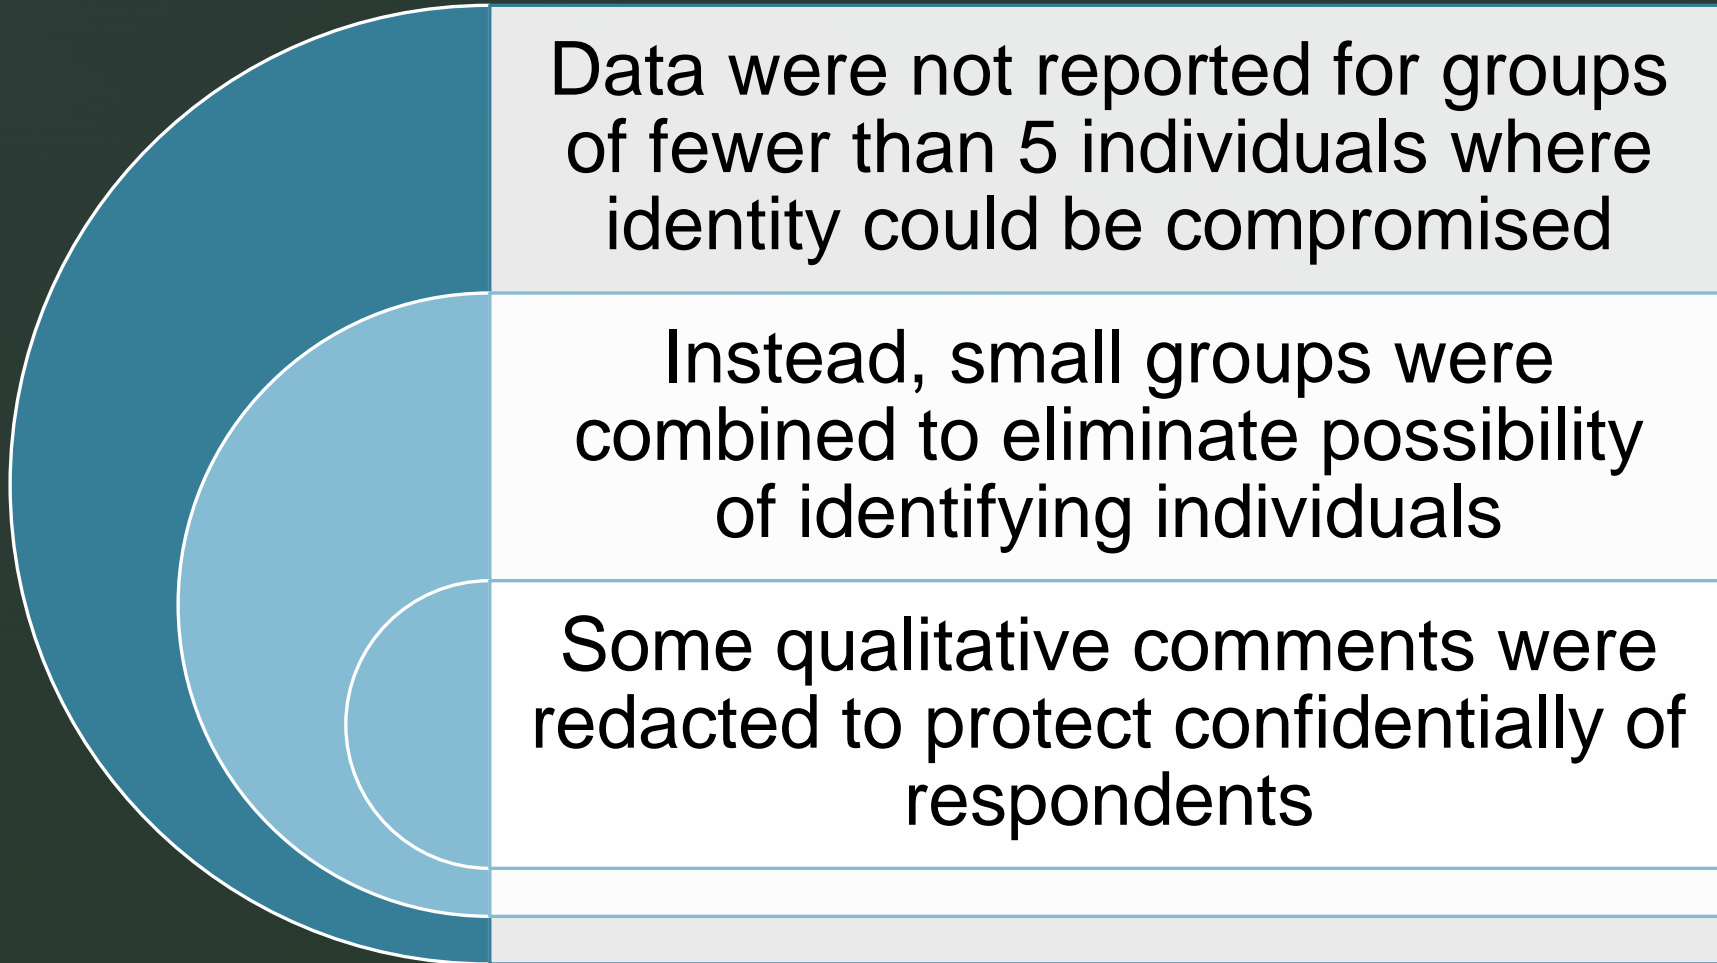 Data were not reported for groups
of fewer than 5 individuals where
identity could be compromised
Instead, small groups were
combined to eliminate possibility
of identifying individuals
Some qualitative comments were
redacted to protect confidentially of
respondents